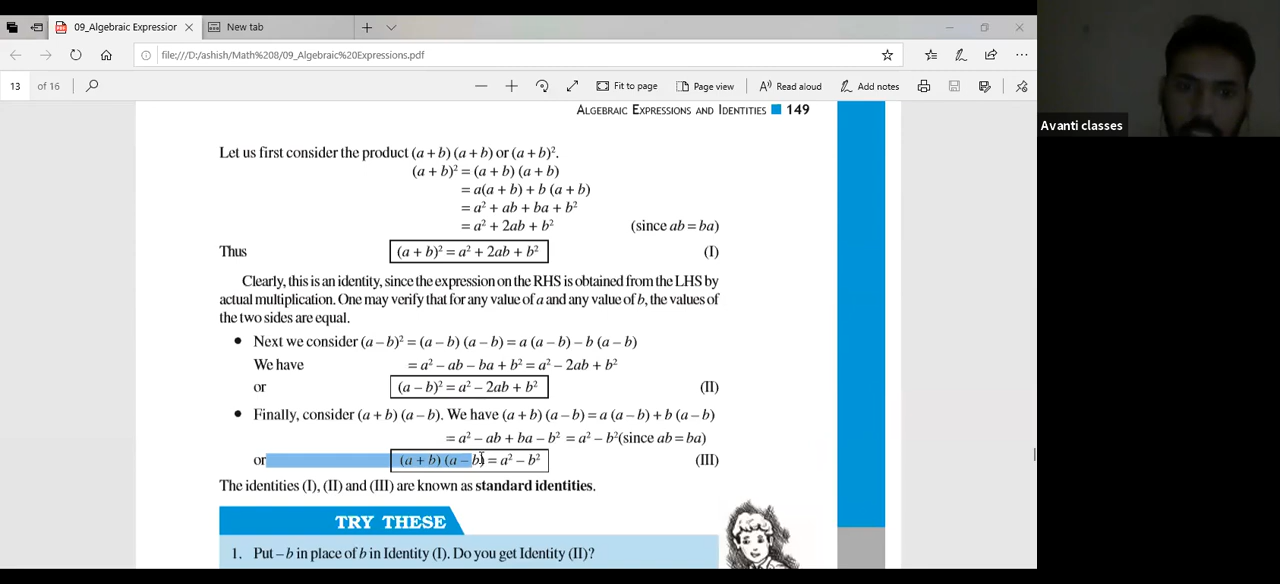 09_Algebraic Expression
New tab
file:///D:/ashish/Math%208/09_Algebraic%20Expressions.pdf
13 of 16
Fit to page
Page view
Read aloud
Add notes
Avanti classes
ALGEBRAIC EXPRESSIONS AND IDENTITIES 149
Let us first consider the product (a + b) (a + b) or (a + b)².
(a + b)² = (a + b) (a + b)
= a(a + b) + b (a + b)
= a² + ab + ba + b²
= a² + 2ab + b² (since ab = ba)
Thus (a + b)² = a² + 2ab + b² (I)
Clearly, this is an identity, since the expression on the RHS is obtained from the LHS by
actual multiplication. One may verify that for any value of a and any value of b, the values of
the two sides are equal.
• Next we consider (a – b)² = (a – b) (a – b) = a (a – b) – b (a – b)
We have = a² – ab – ba + b² = a² – 2ab + b²
or (a – b)² = a² – 2ab + b² (II)
• Finally, consider (a + b) (a – b). We have (a + b) (a – b) = a (a – b) + b (a – b)
= a² – ab + ba – b² = a² – b²(since ab = ba)
or (a + b) (a – b) = a² – b² (III)
The identities (I), (II) and (III) are known as standard identities.
TRY THESE
1. Put – b in place of b in Identity (I). Do you get Identity (II)?